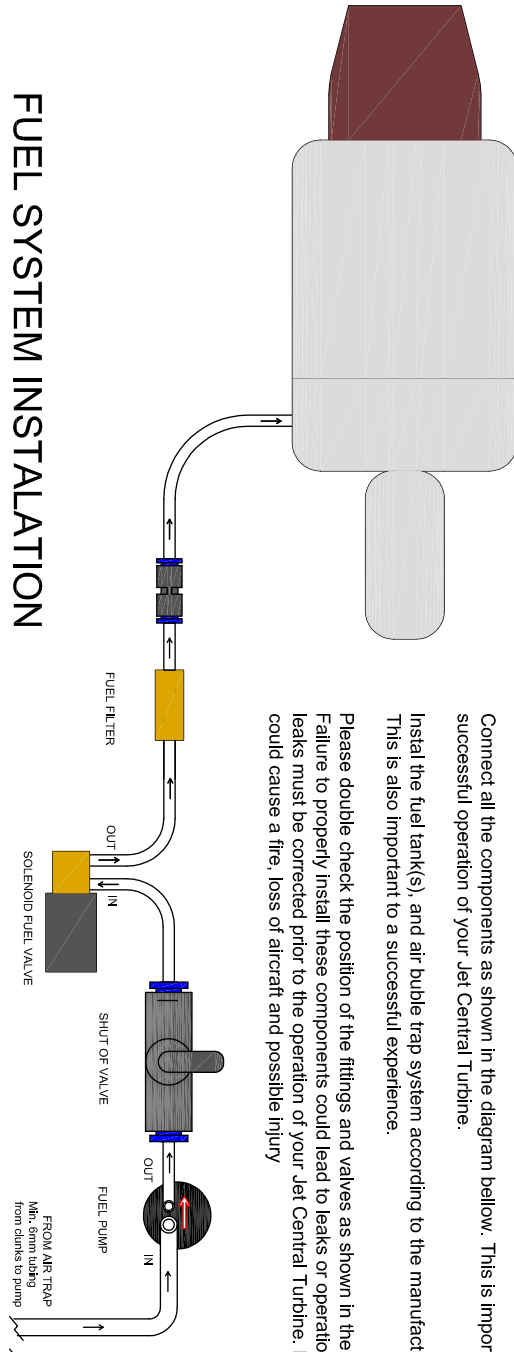 FUEL SYSTEM INSTALATION
Connect all the components as shown in the diagram bellow. This is impor
successful operation of your Jet Central Turbine.
Instal the fuel tank(s), and air buble trap system according to the manufact
This is also important to a successful experience.
Please double check the position of the fittings and valves as shown in the
Failure to properly install these components could lead to leaks or operatio
leaks must be corrected prior to the operation of your Jet Central Turbine.
could cause a fire, loss of aircraft and possible injury
FUEL FILTER
OUT
IN
SOLENOID FUEL VALVE
SHUT OF VALVE
OUT
IN
FUEL PUMP
FROM AIR TRAP
Min. 6mm tubing
from clunks to pump